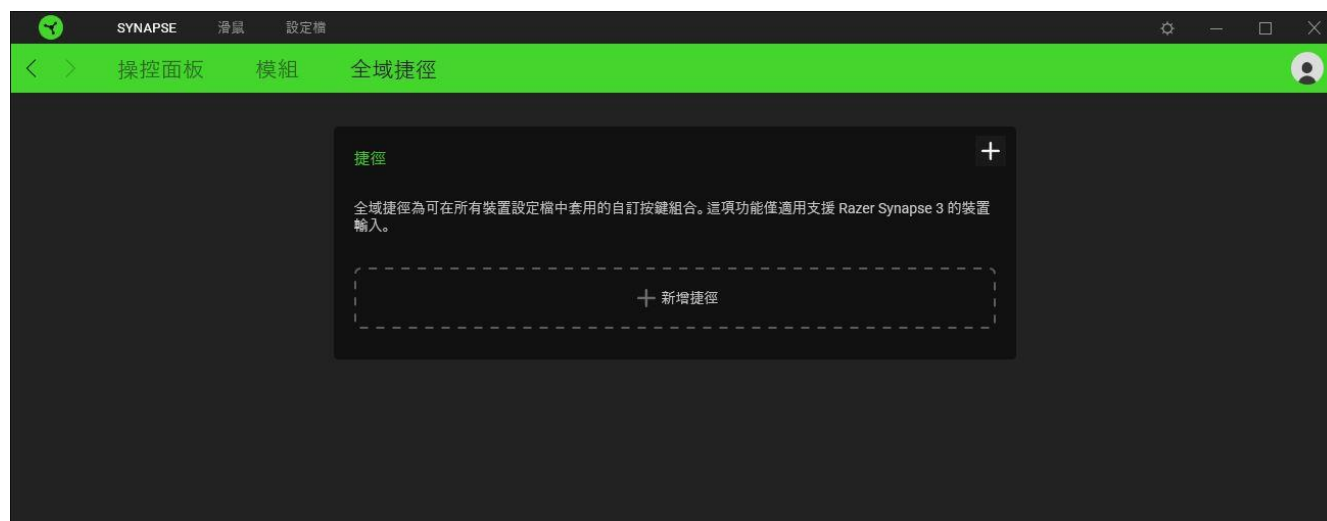 SYNAPSE 滑鼠 設定檔
操控面板 模組 全域捷徑
捷徑
全域捷徑為可在所有裝置設定檔中套用的自訂按鍵組合。這項功能僅適用支援 Razer Synapse 3 的裝置
輸入。
新增捷徑